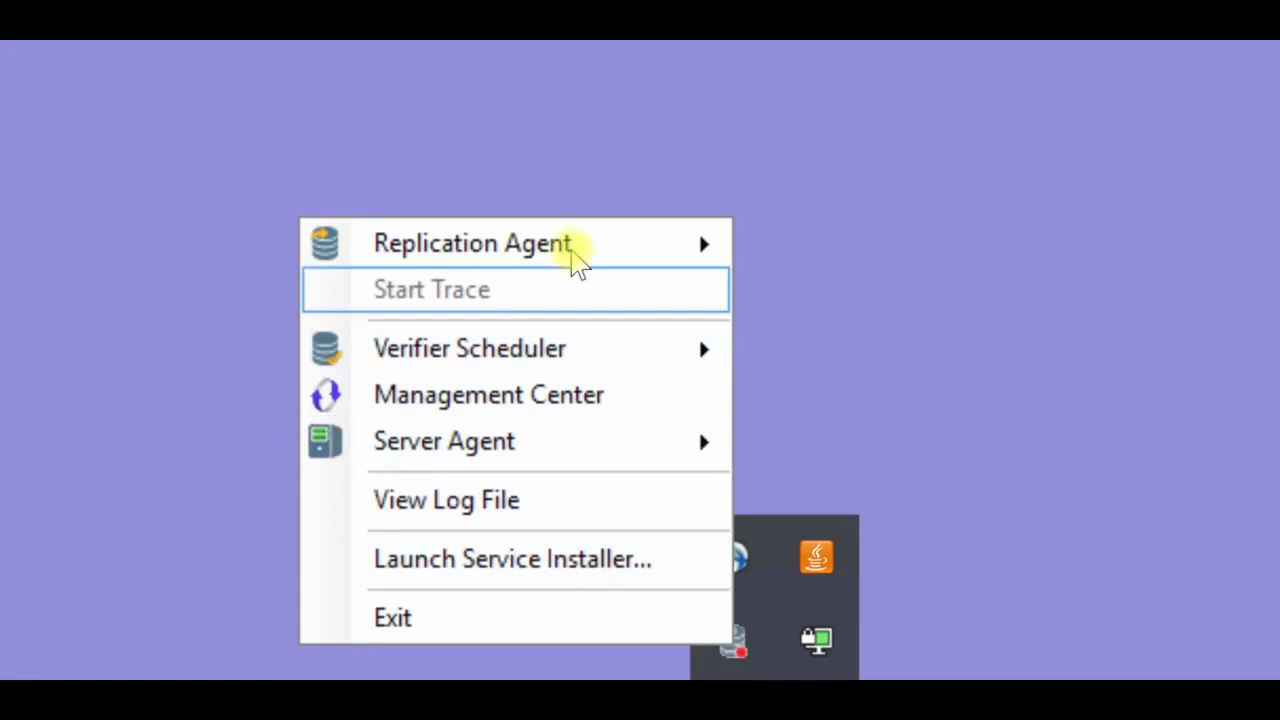 Replication Agent
Start Trace
Verifier Scheduler
Management Center
Server Agent
View Log File
Launch Service Installer...
Exit